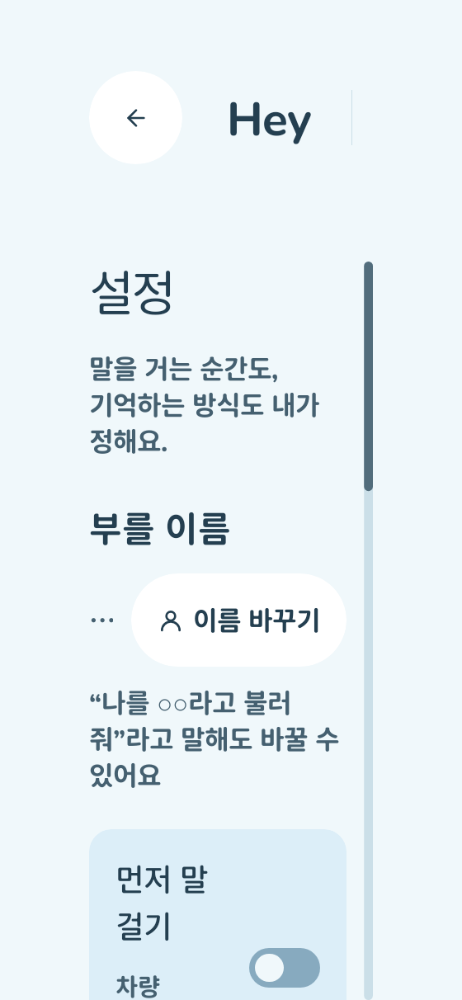 Hey
설정
말을 거는 순간도,
기억하는 방식도 내가
정해요.
부를 이름
… 이름 바꾸기
“나를 ○○라고 불러
줘”라고 말해도 바꿀 수
있어요
먼저 말
걸기
차량